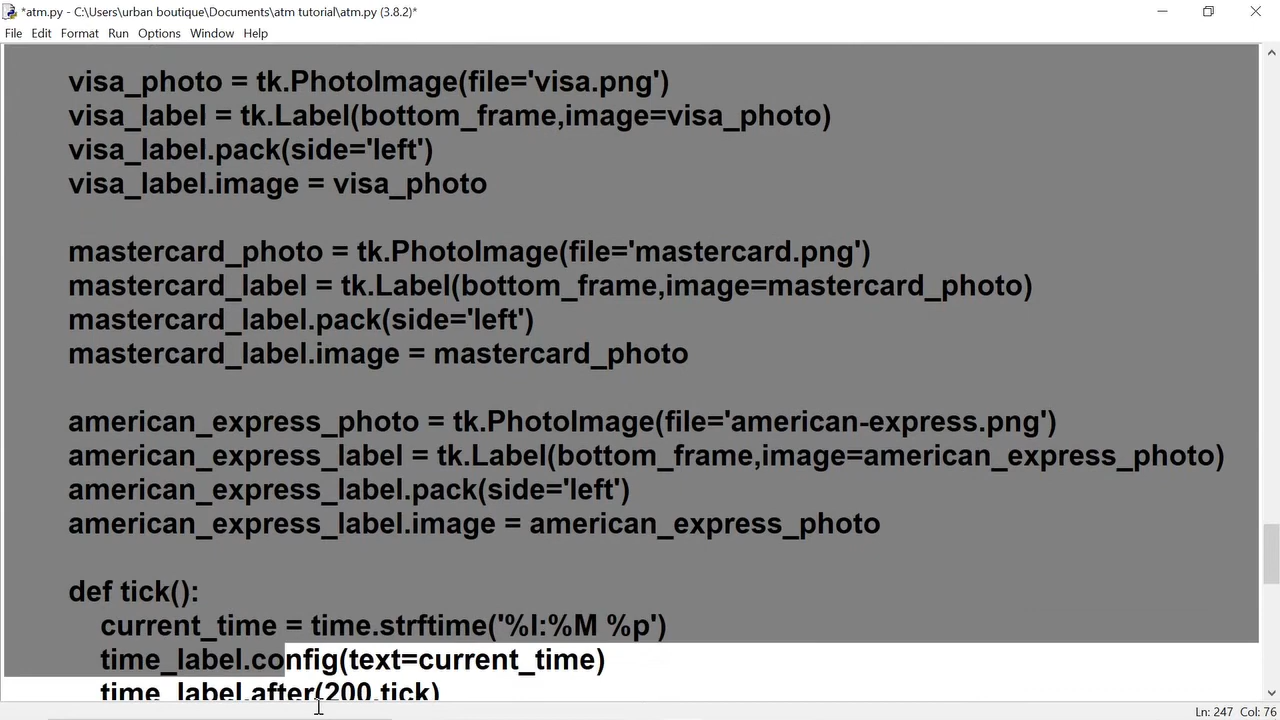 *atm.py - C:\Users\urban boutique\Documents\atm tutorial\atm.py (3.8.2)*
File Edit Format Run Options Window Help
visa_photo = tk.PhotoImage(file='visa.png')
visa_label = tk.Label(bottom_frame,image=visa_photo)
visa_label.pack(side='left')
visa_label.image = visa_photo
mastercard_photo = tk.PhotoImage(file='mastercard.png')
mastercard_label = tk.Label(bottom_frame,image=mastercard_photo)
mastercard_label.pack(side='left')
mastercard_label.image = mastercard_photo
american_express_photo = tk.PhotoImage(file='american-express.png')
american_express_label = tk.Label(bottom_frame,image=american_express_photo)
american_express_label.pack(side='left')
american_express_label.image = american_express_photo
def tick():
current_time = time.strftime('%I:%M %p')
time_label.config(text=current_time)
time_label.after(200,tick)
Ln: 247 Col: 76